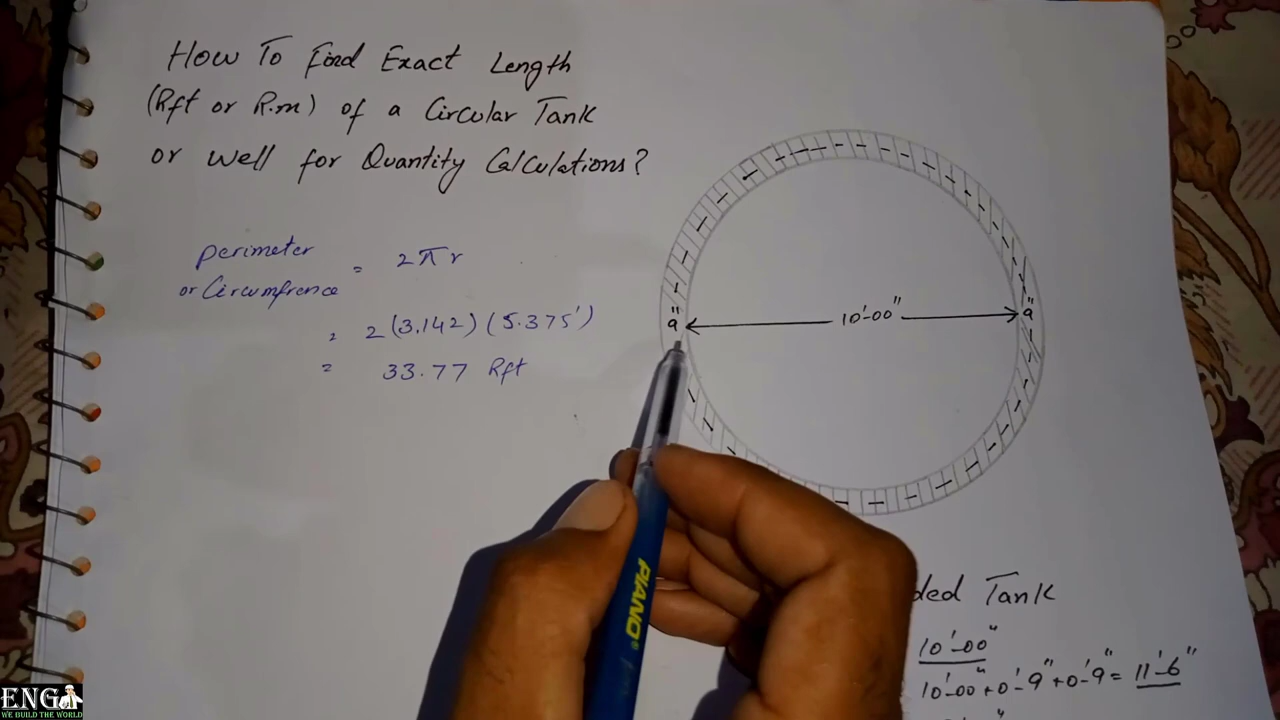 How To Find Exact Length
(Rft or R.m) of a Circular Tank
or well for Quantity Calculations?
perimeter
or Circumfrence = 2πr
= 2(3.142)(5.375')
= 33.77 Rft
9" 10'-00" 9"
ded Tank
10'-00"
10'-00"+0'-9"+0'-9"= 11'-6"
PIANO®
ENG
WE BUILD THE WORLD